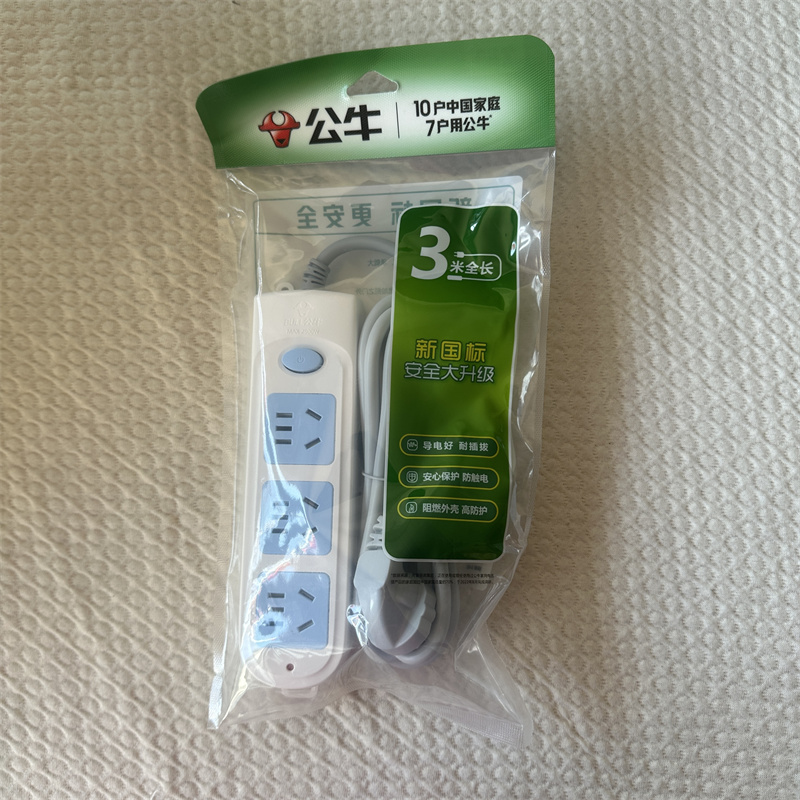 公牛
10户中国家庭
7户用公牛
全安更
3米全长
新国标
安全大升级
导电好 耐插拔
安心保护 防触电
阻燃外壳 高防护